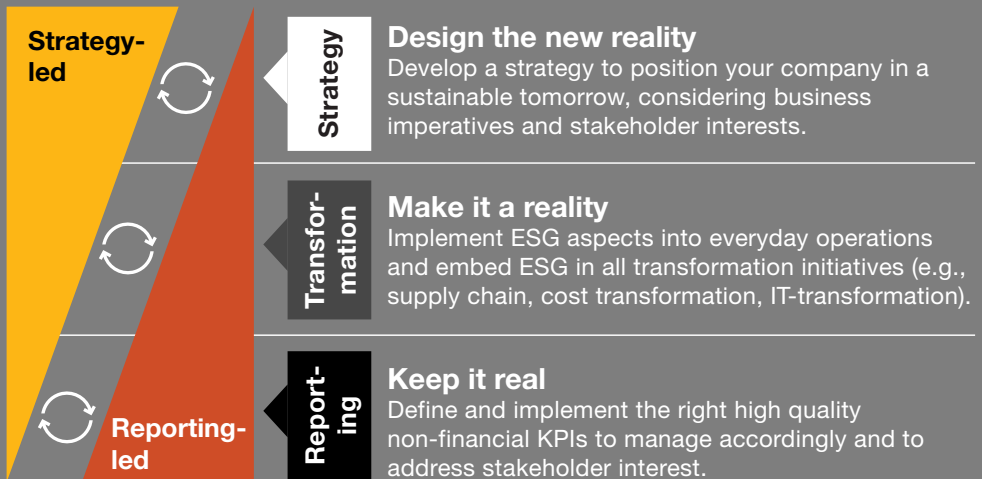 Strategy-
led
Strategy
Design the new reality
Develop a strategy to position your company in a
sustainable tomorrow, considering business
imperatives and stakeholder interests.
Transfor-
mation
Make it a reality
Implement ESG aspects into everyday operations
and embed ESG in all transformation initiatives (e.g.,
supply chain, cost transformation, IT-transformation).
Reporting-
led
Report-
ing
Keep it real
Define and implement the right high quality
non-financial KPIs to manage accordingly and to
address stakeholder interest.